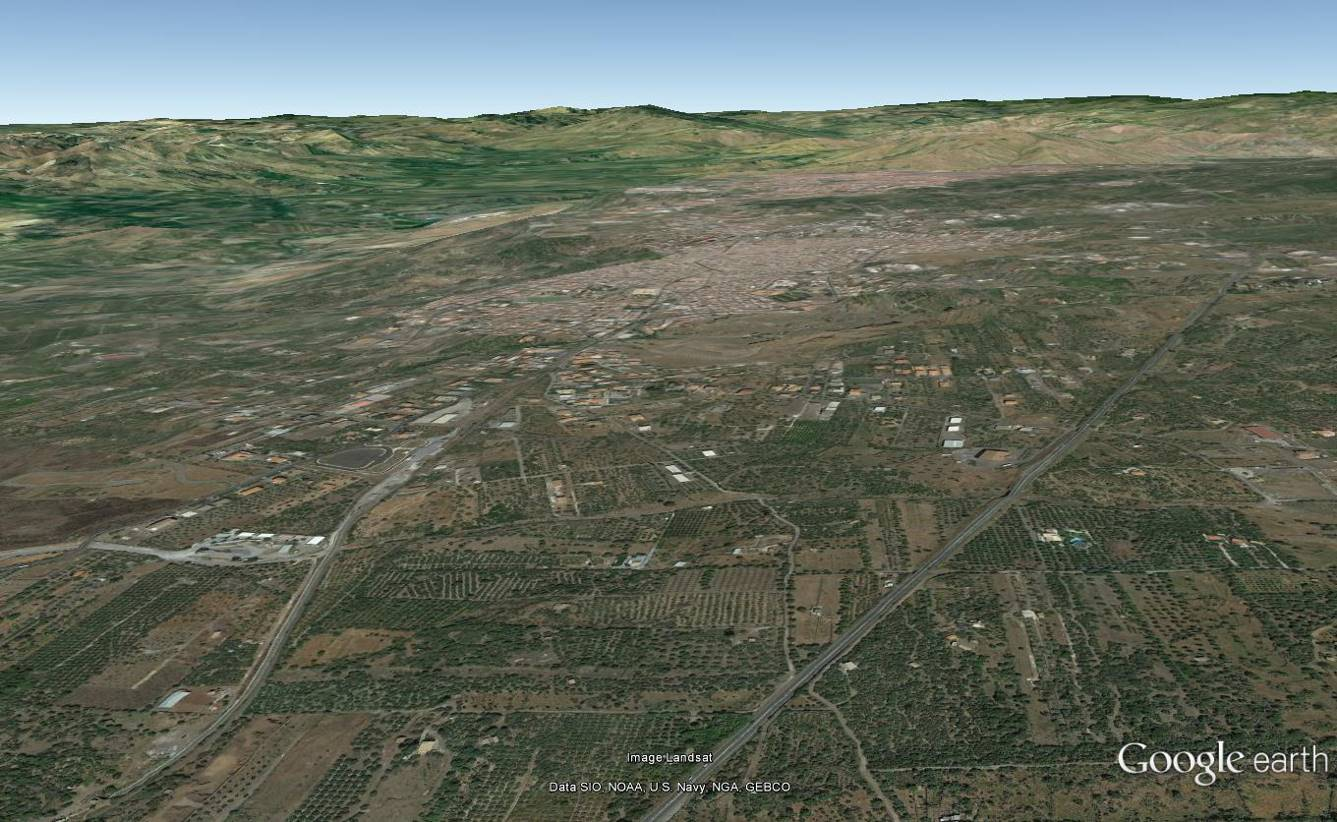 Image Landsat
Data SIO, NOAA, U.S. Navy, NGA, GEBCO
Google earth